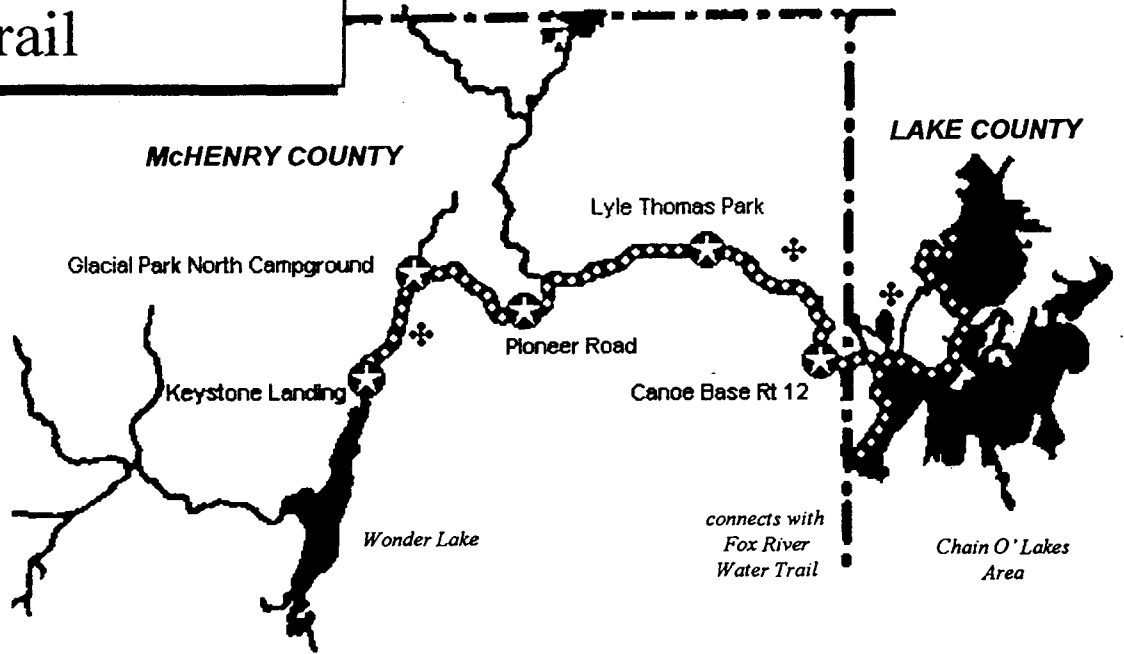 rail
McHENRY COUNTY
LAKE COUNTY
Lyle Thomas Park
Glacial Park North Campground
Pioneer Road
Keystone Landing
Canoe Base Rt 12
Wonder Lake
connects with
Fox River
Water Trail
Chain O' Lakes
Area